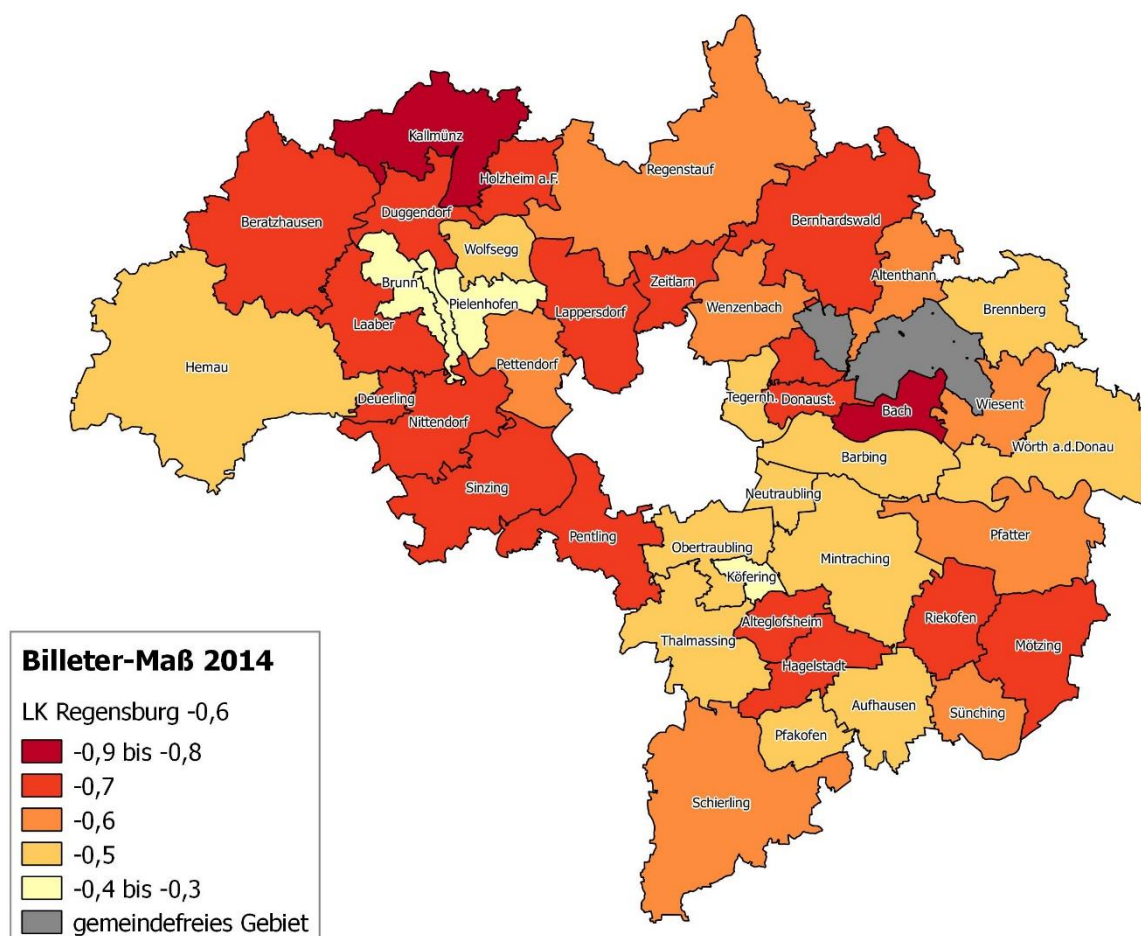 Kallmünz
Holzheim a.F.
Regenstauf
Beratzhausen
Duggendorf
Bernhardswald
Wolfsegg
Altenthann
Brunn
Zeitlarn
Pielenhofen
Lappersdorf
Wenzenbach
Brennberg
Laaber
Hemau
Pettendorf
Deuerling
Tegernh.
Donaust.
Bach
Wiesent
Nittendorf
Wörth a.d.Donau
Barbing
Sinzing
Neutraubling
Pentling
Pfatter
Obertraubling
Mintraching
Köfering
Alteglofsheim
Riekofen
Thalmassing
Mötzing
Hagelstadt
Aufhausen
Sünching
Pfakofen
Schierling
Billeter-Maß 2014
LK Regensburg -0,6
-0,9 bis -0,8
-0,7
-0,6
-0,5
-0,4 bis -0,3
gemeindefreies Gebiet